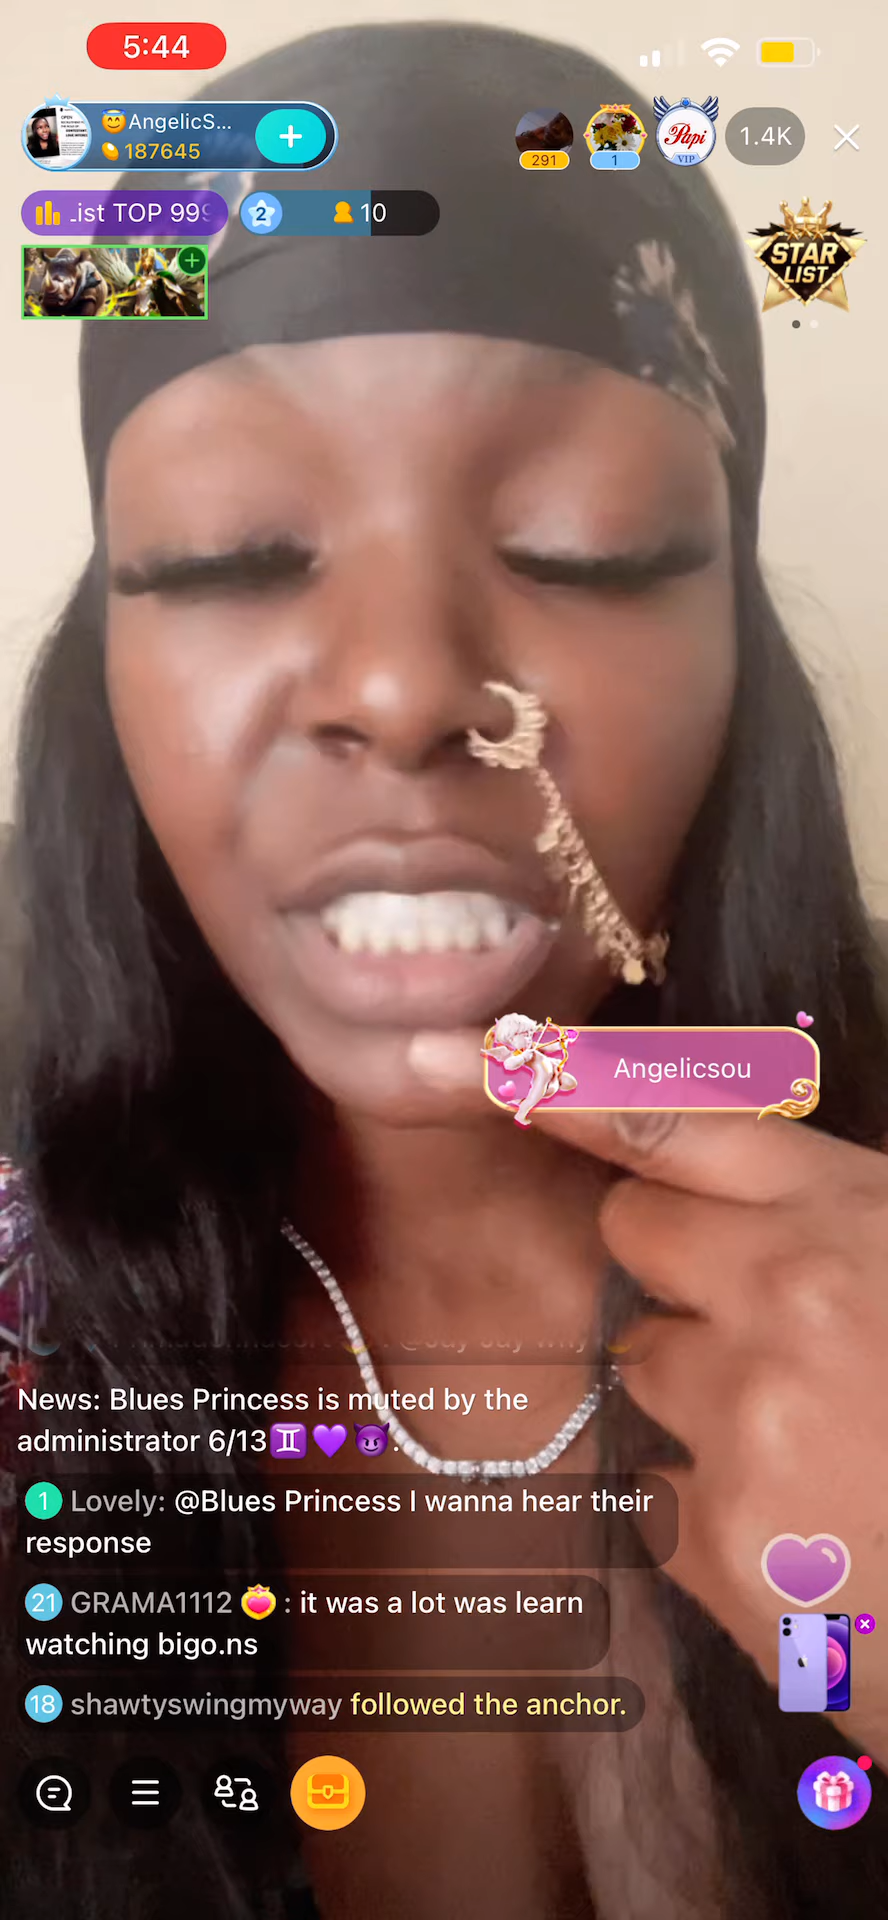 5:44
😇AngelicS...
187645
291
1
Papi
VIP
1.4K
ist TOP 99
2
10
STAR
LIST
Angelicsou
News: Blues Princess is muted by the
administrator 6/13♊💜😈.
1 Lovely: @Blues Princess I wanna hear their
response
21 GRAMA1112 : it was a lot was learn
watching bigo.ns
18 shawtyswingmyway followed the anchor.